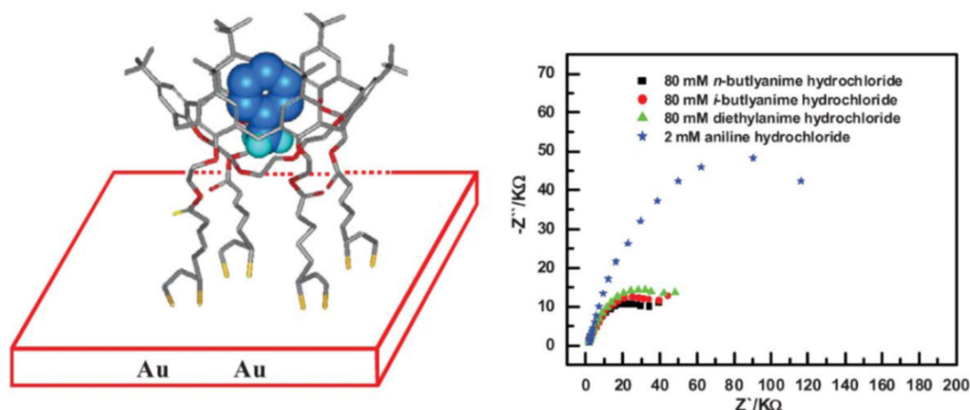 Au Au
80 mM n-butlyanime hydrochloride
80 mM i-butlyanime hydrochloride
80 mM diethylanime hydrochloride
2 mM aniline hydrochloride
-Z``/KΩ
70
60
50
40
30
20
10
0
0 20 40 60 80 100 120 140 160 180 200
Z`/KΩ